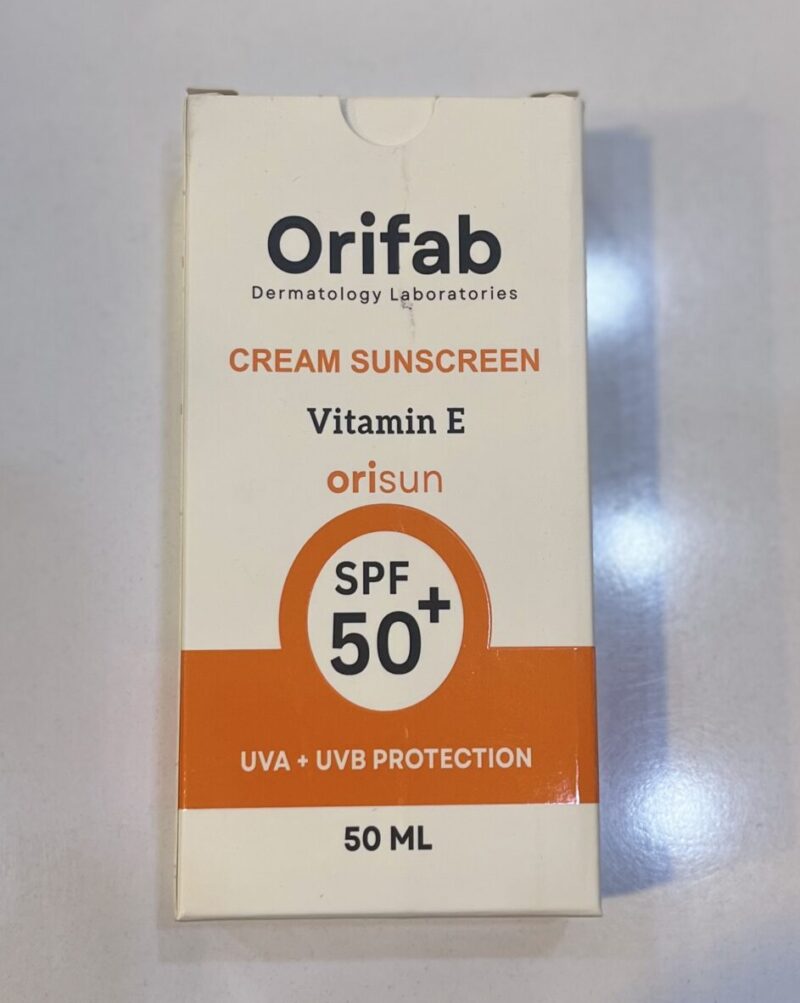 Orifab
Dermatology Laboratories
CREAM SUNSCREEN
Vitamin E
orisun
SPF
50+
UVA + UVB PROTECTION
50 ML